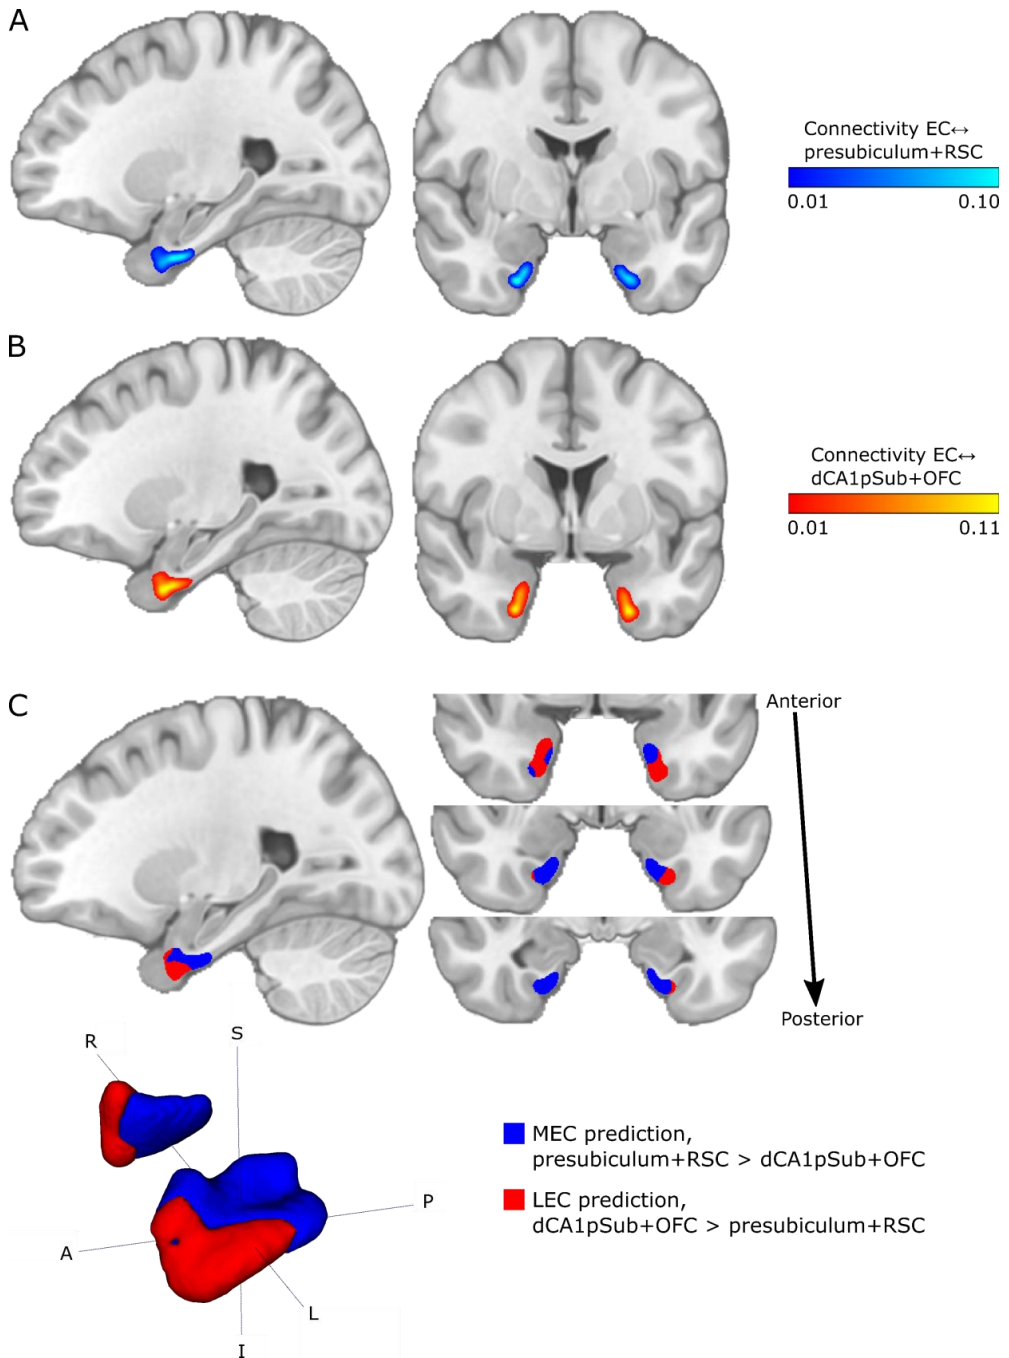 A
Connectivity EC↔
presubiculum+RSC
0.01 0.10
B
Connectivity EC↔
dCA1pSub+OFC
0.01 0.11
C
Anterior
Posterior
S
R
P
A
L
I
MEC prediction,
presubiculum+RSC > dCA1pSub+OFC
LEC prediction,
dCA1pSub+OFC > presubiculum+RSC